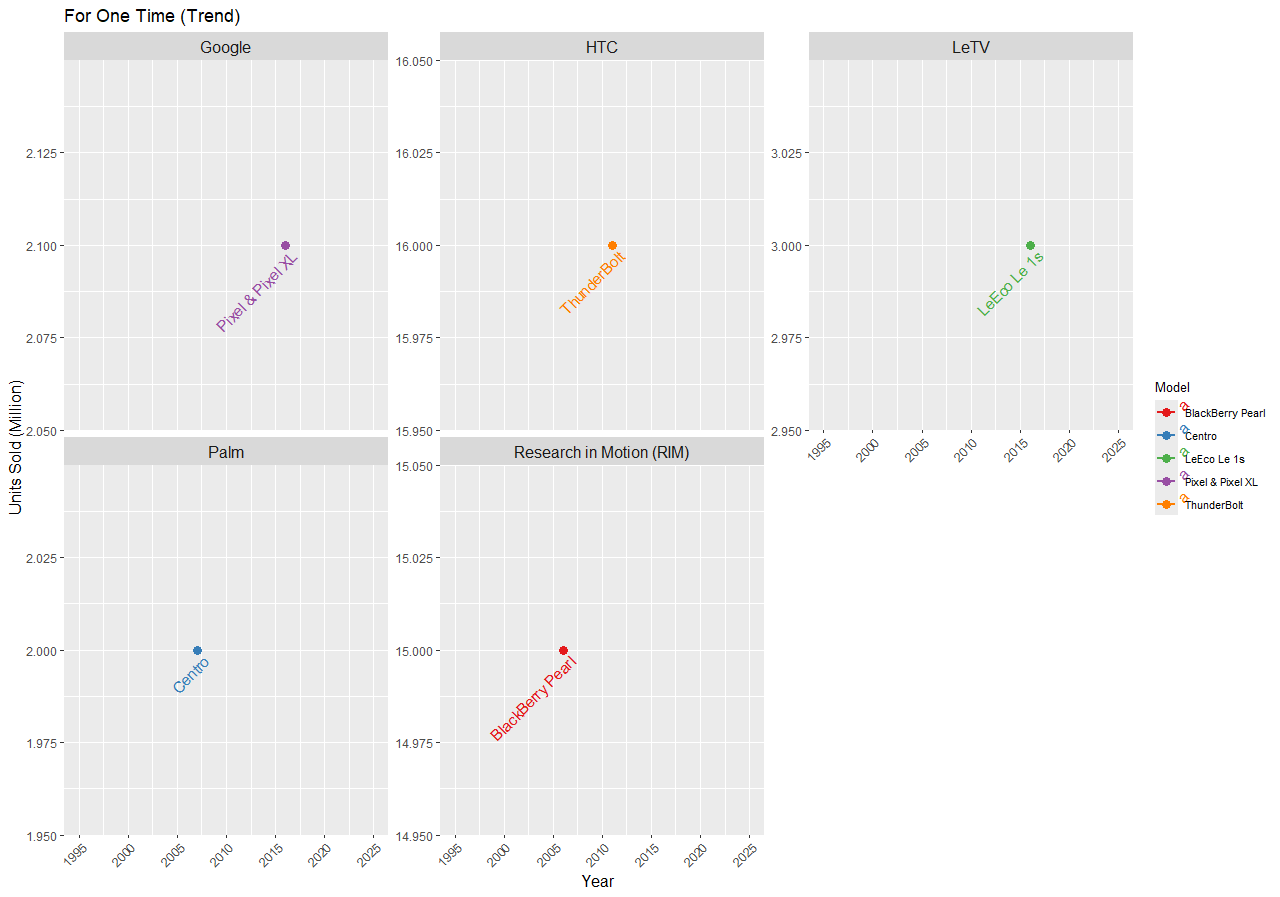 For One Time (Trend)
Google
HTC
LeTV
2.125
2.100
2.075
2.050
Pixel & Pixel XL
16.050
16.025
16.000
15.975
15.950
ThunderBolt
3.025
3.000
2.975
2.950
LeEco Le 1s
1995 2000 2005 2010 2015 2020 2025
Palm
Research in Motion (RIM)
2.025
2.000
1.975
1.950
Centro
1995 2000 2005 2010 2015 2020 2025
15.050
15.025
15.000
14.975
14.950
BlackBerry Pearl
1995 2000 2005 2010 2015 2020 2025
Units Sold (Million)
Year
Model
a BlackBerry Pearl
a Centro
a LeEco Le 1s
a Pixel & Pixel XL
a ThunderBolt